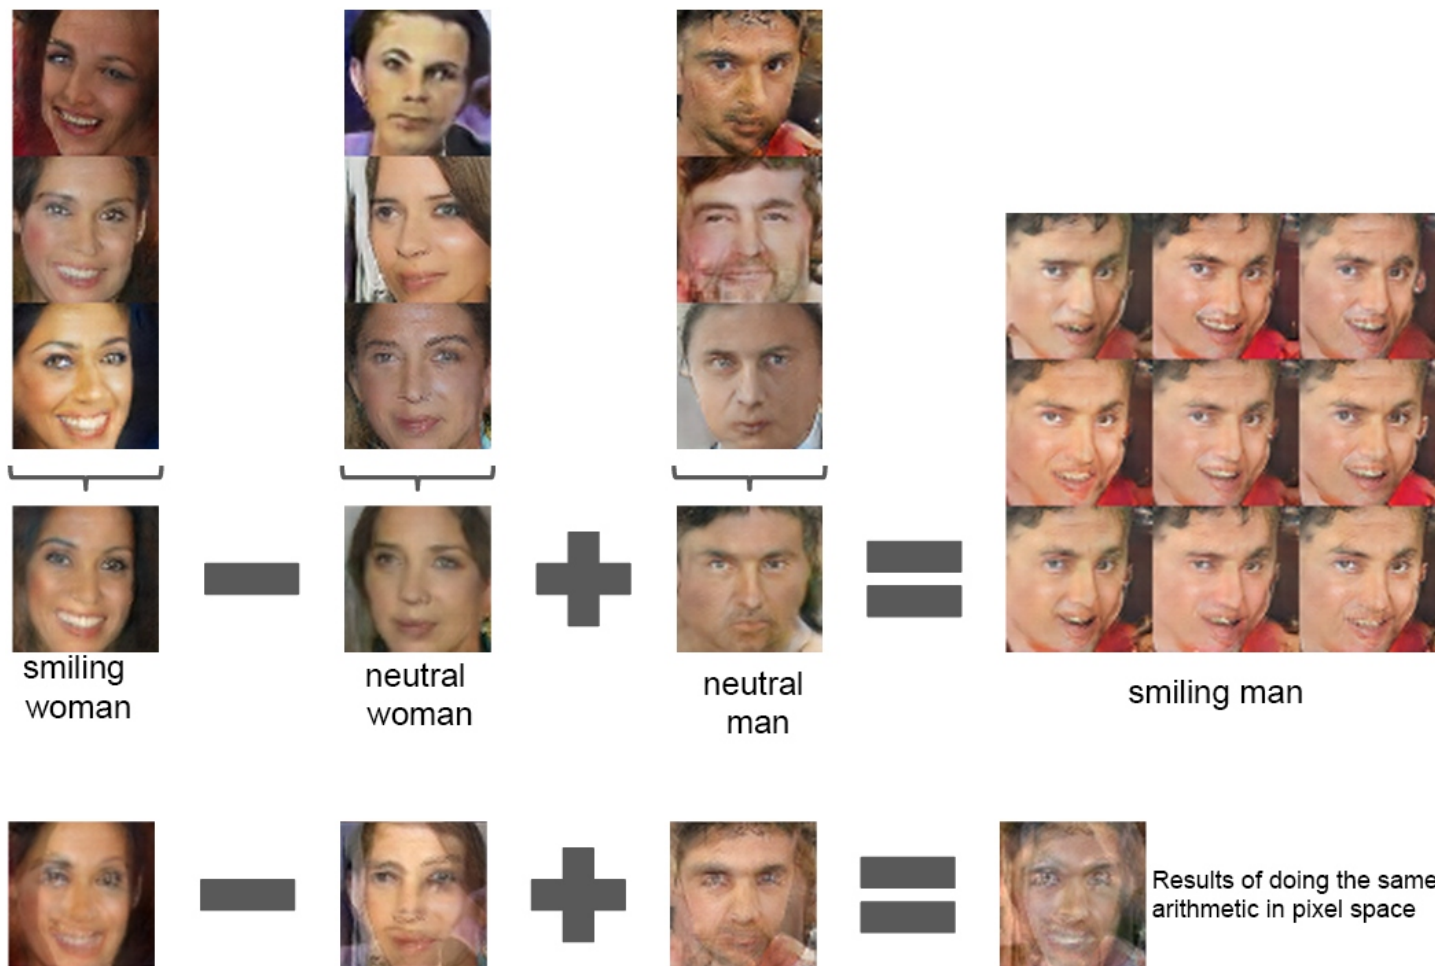 smiling
woman
neutral
woman
neutral
man
smiling man
Results of doing the same
arithmetic in pixel space